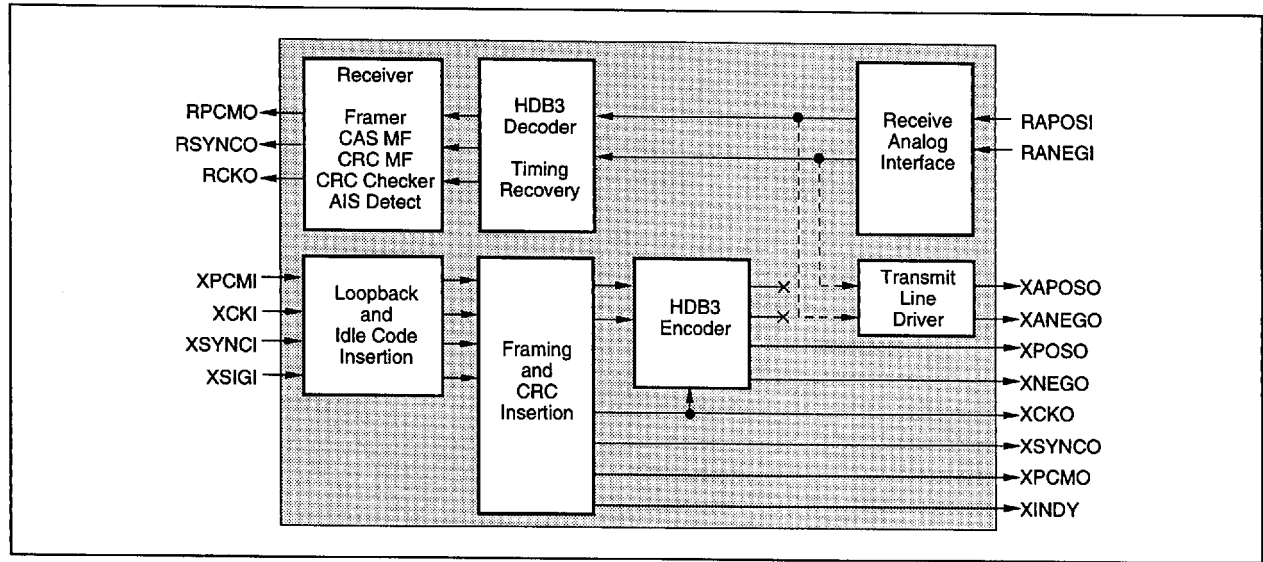 RPCMO
RSYNCO
RCKO
Receiver
Framer
CAS MF
CRC MF
CRC Checker
AIS Detect
HDB3
Decoder
Timing
Recovery
Receive
Analog
Interface
RAPOSI
RANEGI
XPCMI
XCKI
XSYNCI
XSIGI
Loopback
and
Idle Code
Insertion
Framing
and
CRC
Insertion
HDB3
Encoder
Transmit
Line
Driver
XAPOSO
XANEGO
XPOSO
XNEGO
XCKO
XSYNCO
XPCMO
XINDY